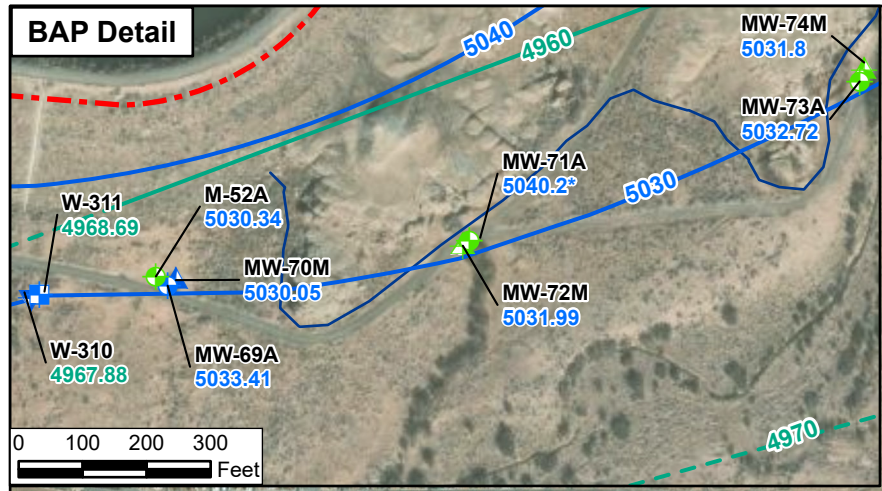 BAP Detail
5040
4960
MW-74M
5031.8
MW-73A
5032.72
MW-71A
5040.2*
5030
W-311
4968.69
M-52A
5030.34
MW-70M
5030.05
MW-72M
5031.99
W-310
4967.88
MW-69A
5033.41
4970
0 100 200 300
Feet